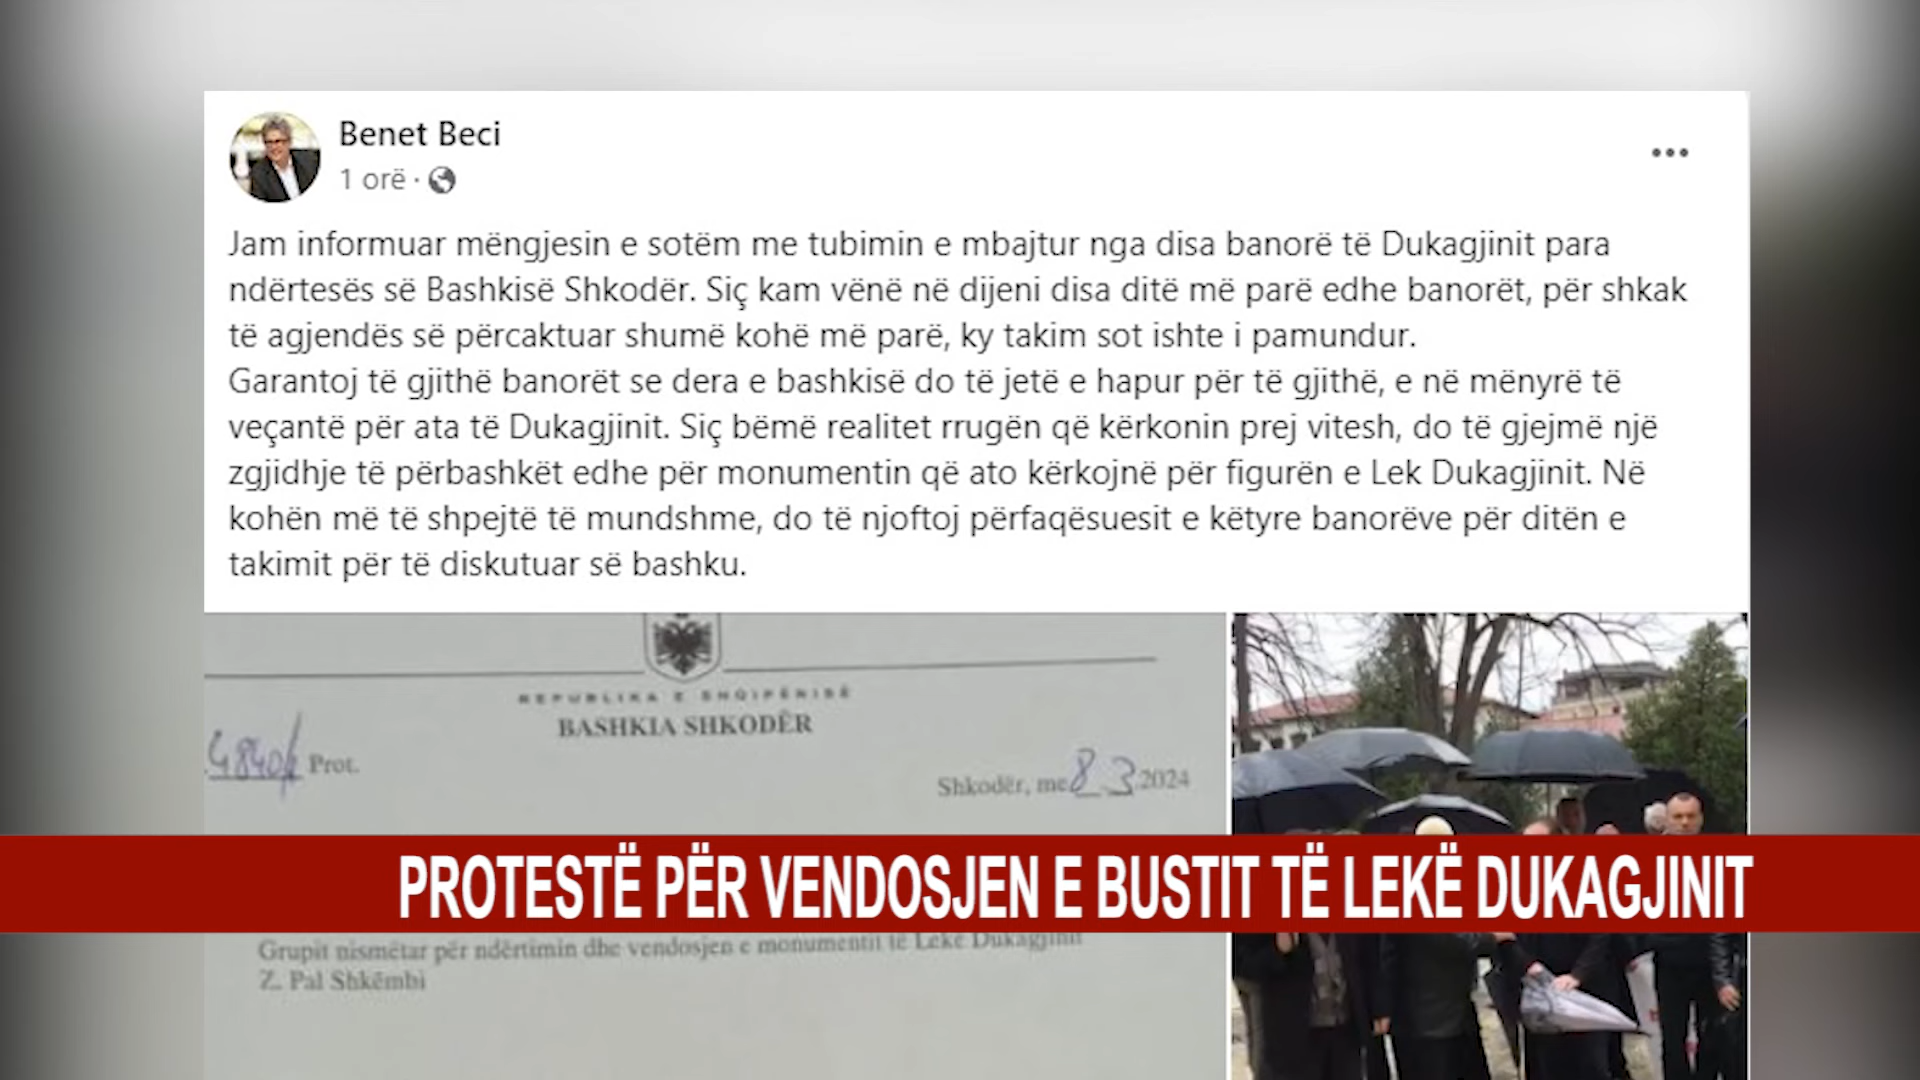 Benet Beci
1 orë ·
Jam informuar mëngjesin e sotëm me tubimin e mbajtur nga disa banorë të Dukagjinit para
ndërtesës së Bashkisë Shkodër. Siç kam vënë në dijeni disa ditë më parë edhe banorët, për shkak
të agjendës së përcaktuar shumë kohë më parë, ky takim sot ishte i pamundur.
Garantoj të gjithë banorët se dera e bashkisë do të jetë e hapur për të gjithë, e në mënyrë të
veçantë për ata të Dukagjinit. Siç bëmë realitet rrugën që kërkonin prej vitesh, do të gjejmë një
zgjidhje të përbashkët edhe për monumentin që ato kërkojnë për figurën e Lek Dukagjinit. Në
kohën më të shpejtë të mundshme, do të njoftoj përfaqësuesit e këtyre banorëve për ditën e
takimit për të diskutuar së bashku.
REPUBLIKA E SHQIPËRISË
BASHKIA SHKODËR
Prot.
Shkodër, me 8.3.2024
PROTESTË PËR VENDOSJEN E BUSTIT TË LEKË DUKAGJINIT
Grupit nismëtar për ndërtimin dhe vendosjen e monumentit të Lekë Dukagjinit
Z. Pal Shkëmbi